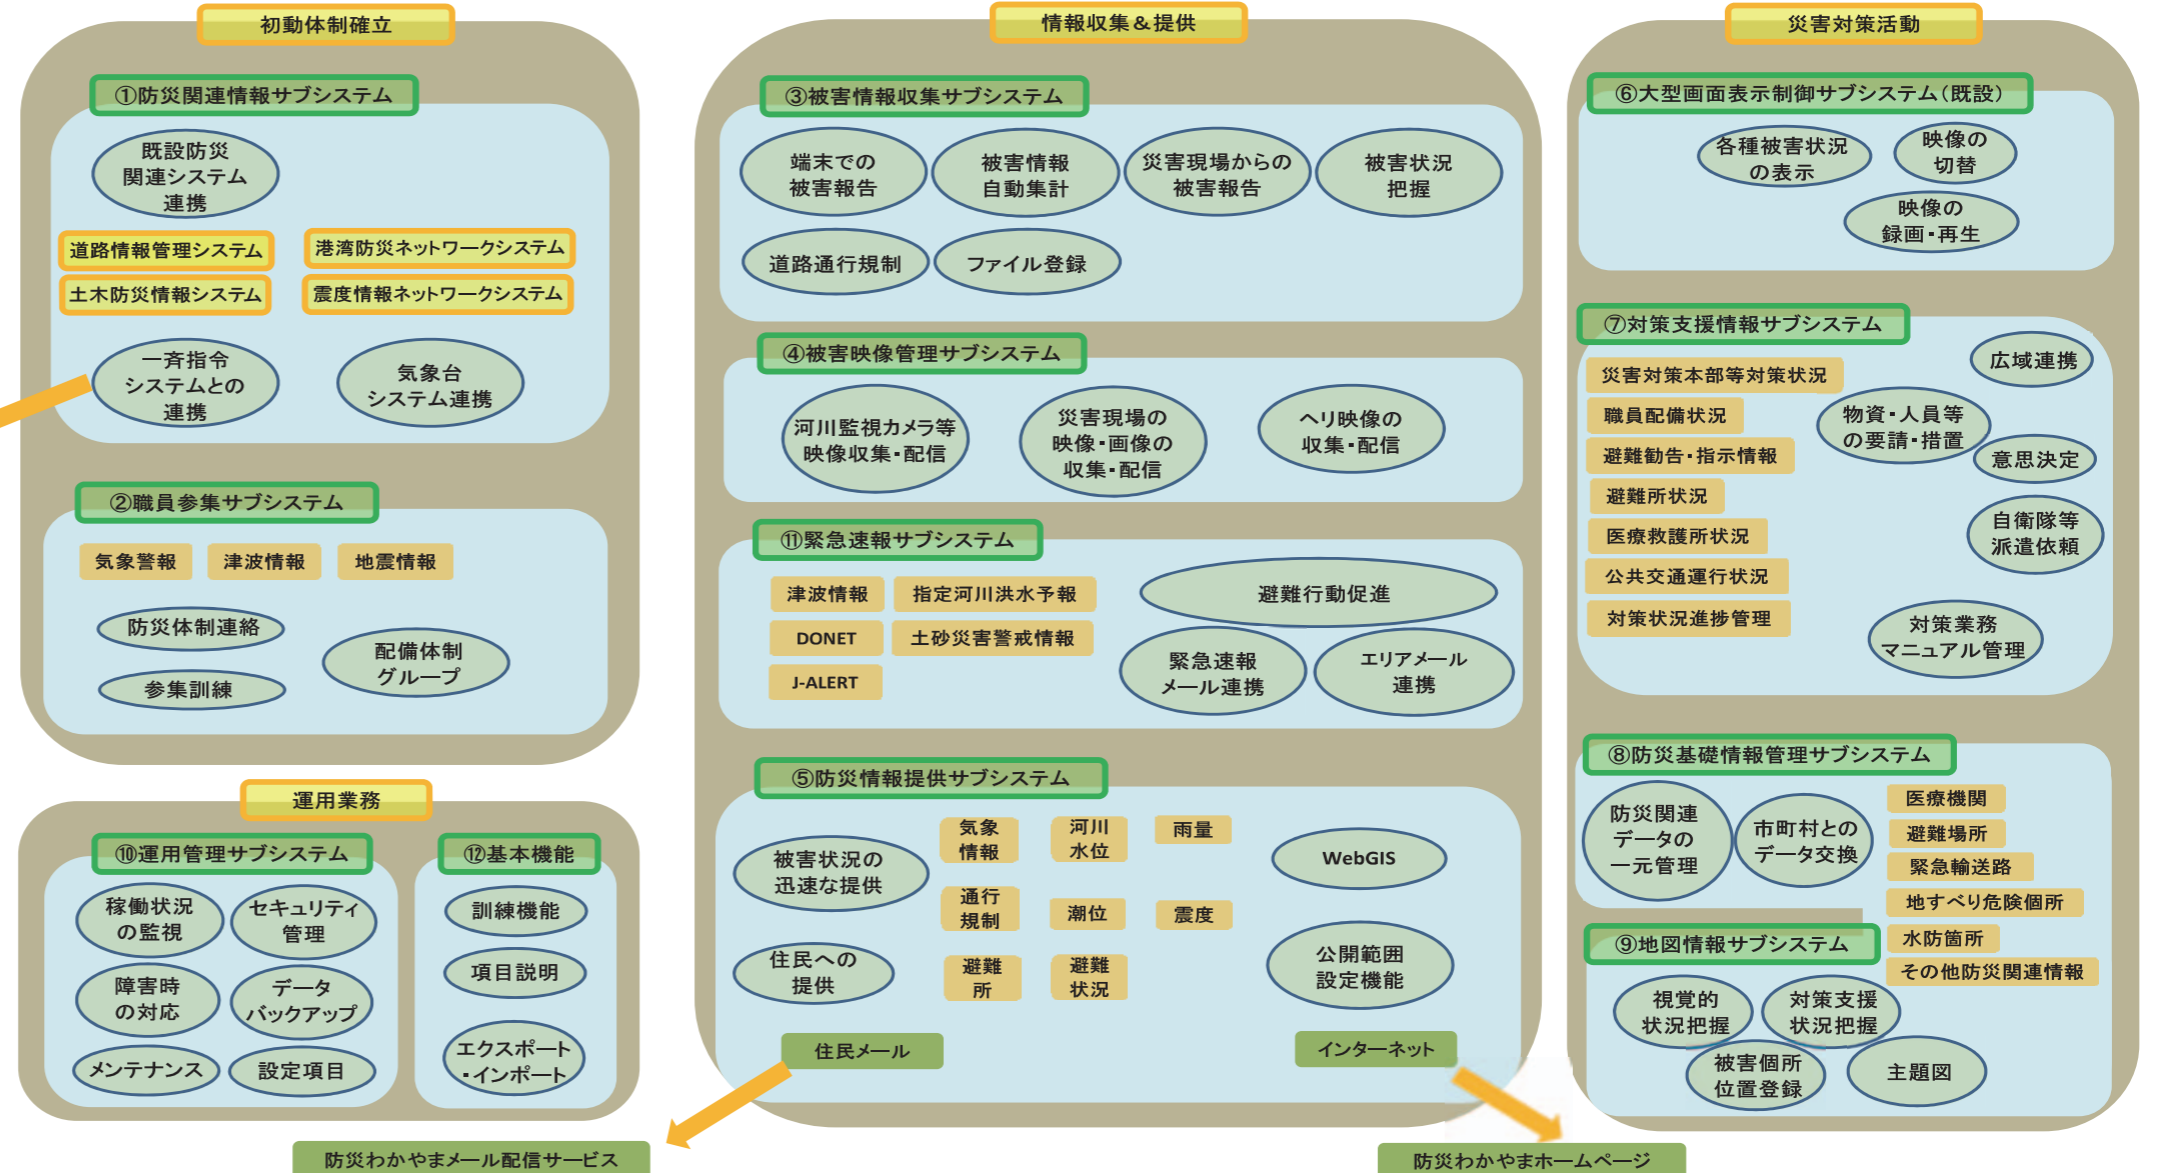 初動体制確立
①防災関連情報サブシステム
既設防災
関連システム
連携
道路情報管理システム
港湾防災ネットワークシステム
土木防災情報システム
震度情報ネットワークシステム
一斉指令
システムとの
連携
気象台
システム連携
②職員参集サブシステム
気象警報
津波情報
地震情報
防災体制連絡
配備体制
グループ
参集訓練
運用業務
⑩運用管理サブシステム
稼働状況
の監視
セキュリティ
管理
障害時
の対応
データ
バックアップ
メンテナンス
設定項目
⑫基本機能
訓練機能
項目説明
エクスポート
・インポート
情報収集&提供
③被害情報収集サブシステム
端末での
被害報告
被害情報
自動集計
災害現場からの
被害報告
被害状況
把握
道路通行規制
ファイル登録
④被害映像管理サブシステム
河川監視カメラ等
映像収集・配信
災害現場の
映像・画像の
収集・配信
ヘリ映像の
収集・配信
⑪緊急速報サブシステム
津波情報
指定河川洪水予報
DONET
土砂災害警戒情報
J-ALERT
避難行動促進
緊急速報
メール連携
エリアメール
連携
⑤防災情報提供サブシステム
被害状況の
迅速な提供
住民への
提供
気象
情報
河川
水位
雨量
通行
規制
潮位
震度
避難
所
避難
状況
WebGIS
公開範囲
設定機能
住民メール
インターネット
防災わかやまメール配信サービス
防災わかやまホームページ
災害対策活動
⑥大型画面表示制御サブシステム(既設)
各種被害状況
の表示
映像の
切替
映像の
録画・再生
⑦対策支援情報サブシステム
災害対策本部等対策状況
職員配備状況
避難勧告・指示情報
避難所状況
医療救護所状況
公共交通運行状況
対策状況進捗管理
広域連携
物資・人員等
の要請・措置
意思決定
自衛隊等
派遣依頼
対策業務
マニュアル管理
⑧防災基礎情報管理サブシステム
防災関連
データの
一元管理
市町村との
データ交換
医療機関
避難場所
緊急輸送路
地すべり危険個所
水防箇所
その他防災関連情報
⑨地図情報サブシステム
視覚的
状況把握
対策支援
状況把握
被害個所
位置登録
主題図